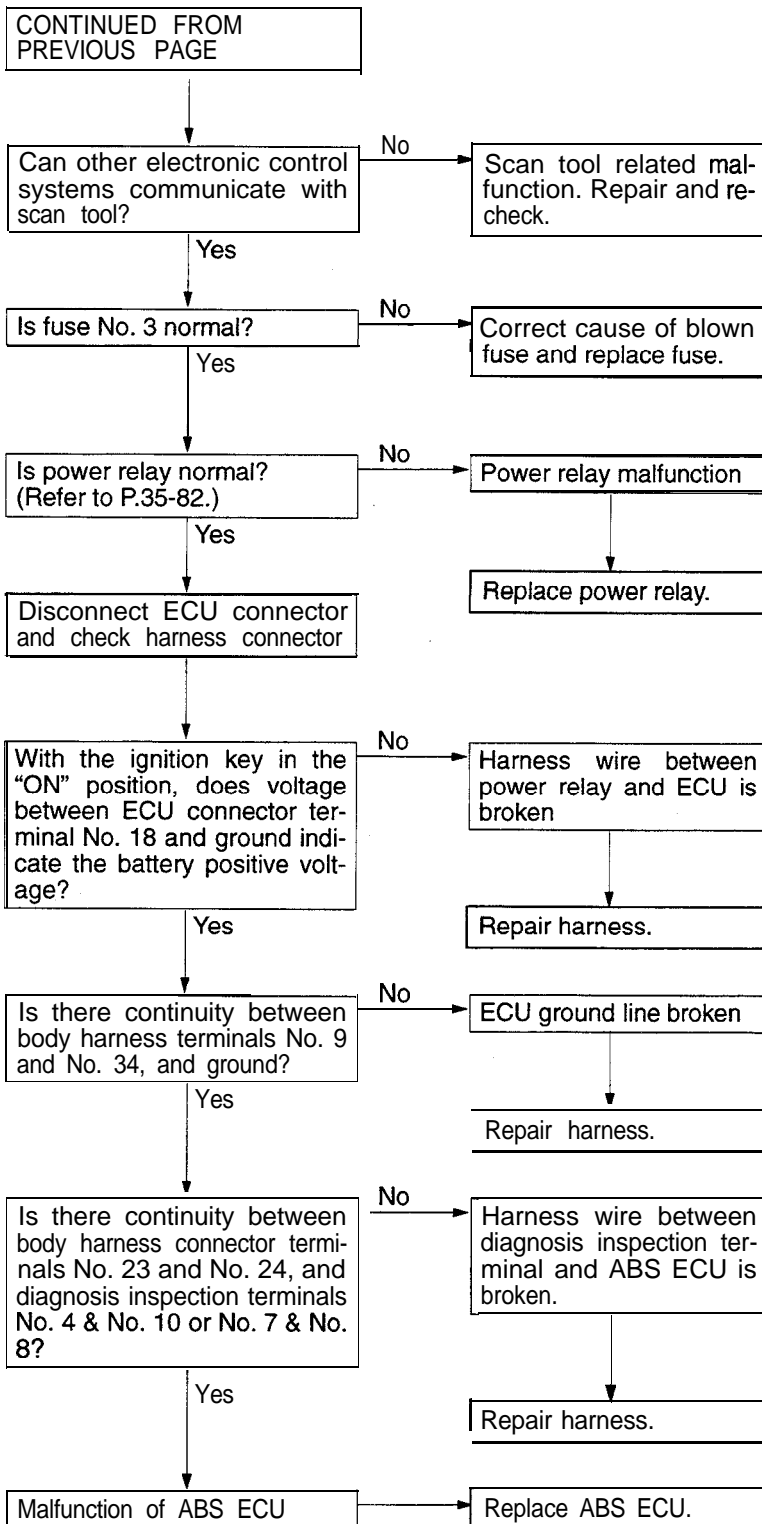 CONTINUED FROM
PREVIOUS PAGE
Can other electronic control
systems communicate with
scan tool?
No
Scan tool related mal-
function. Repair and re-
check.
Yes
Is fuse No. 3 normal?
No
Correct cause of blown
fuse and replace fuse.
Yes
Is power relay normal?
(Refer to P.35-82.)
No
Power relay malfunction
Yes
Replace power relay.
Disconnect ECU connector
and check harness connector
With the ignition key in the
“ON” position, does voltage
between ECU connector ter-
minal No. 18 and ground indi-
cate the battery positive volt-
age?
No
Harness wire between
power relay and ECU is
broken
Yes
Repair harness.
Is there continuity between
body harness terminals No. 9
and No. 34, and ground?
No
ECU ground line broken
Yes
Repair harness.
Is there continuity between
body harness connector termi-
nals No. 23 and No. 24, and
diagnosis inspection terminals
No. 4 & No. 10 or No. 7 & No.
8?
No
Harness wire between
diagnosis inspection ter-
minal and ABS ECU is
broken.
Yes
Repair harness.
Malfunction of ABS ECU
Replace ABS ECU.